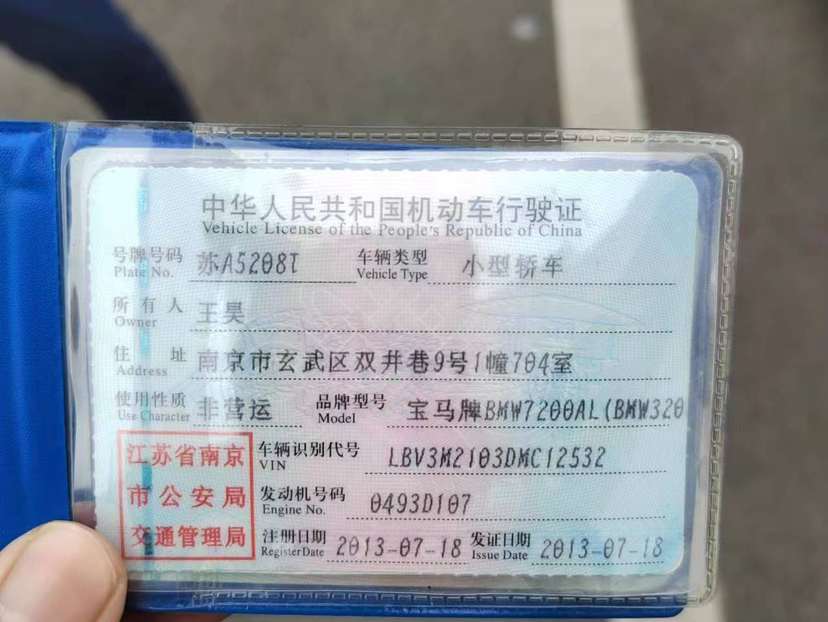 中华人民共和国机动车行驶证
Vehicle License of the People's Republic of China
号牌号码 苏A5208T 车辆类型 小型轿车
Plate No. Vehicle Type
所有人 王昊
Owner
住址 南京市玄武区双井巷9号1幢704室
Address
使用性质 非营运 品牌型号 宝马牌BMW7200AL(BMW320
Use Character Model
江苏省南京
市公安局
交通管理局
车辆识别代号 LBV3M2103DMC12532
VIN
发动机号码 0493D107
Engine No.
注册日期 2013-07-18 发证日期 2013-07-18
Register Date Issue Date